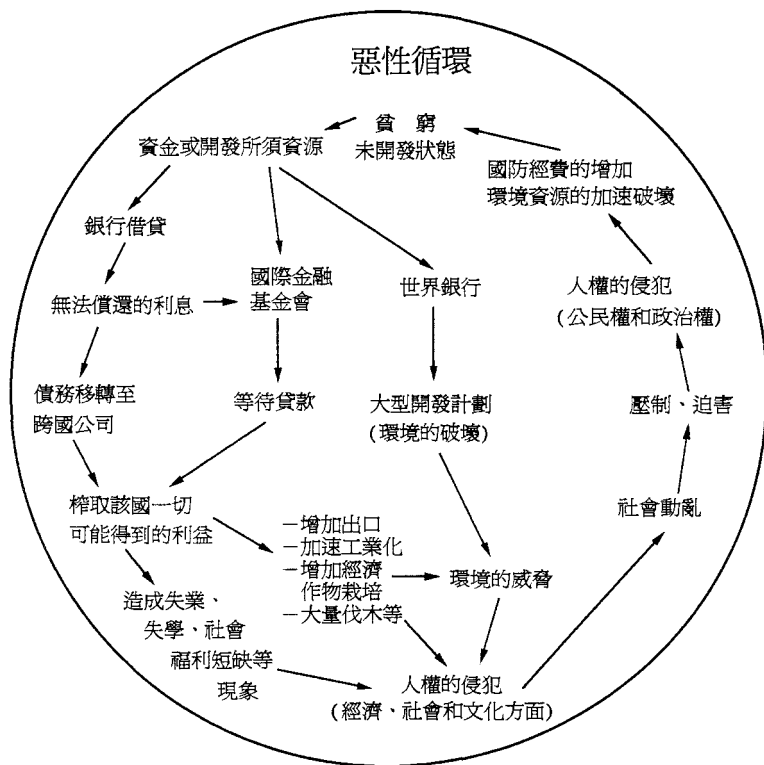 惡性循環
貧 窮
未開發狀態
資金或開發所須資源
國防經費的增加
環境資源的加速破壞
銀行借貸
國際金融
基金會
世界銀行
人權的侵犯
(公民權和政治權)
無法償還的利息
債務移轉至
跨國公司
等待貸款
大型開發計劃
(環境的破壞)
壓制、迫害
榨取該國一切
可能得到的利益
社會動亂
－增加出口
－加速工業化
－增加經濟
作物栽培
－大量伐木等
環境的威脅
造成失業、
失學、社會
福利短缺等
現象
人權的侵犯
(經濟、社會和文化方面)